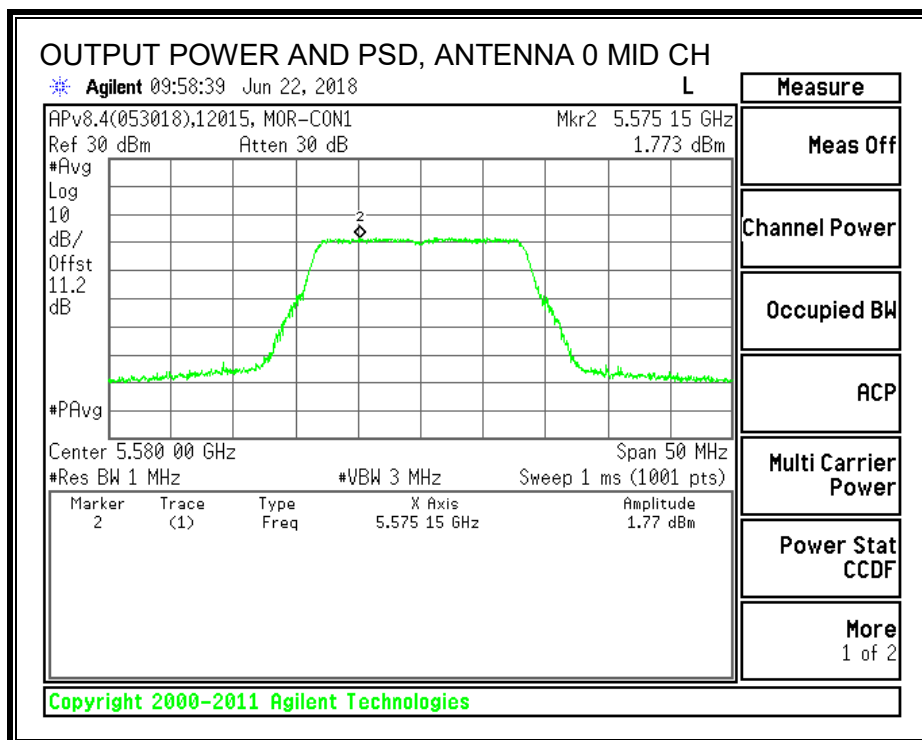 OUTPUT POWER AND PSD, ANTENNA 0 MID CH
Agilent 09:58:39 Jun 22, 2018 L
Measure
APv8.4(053018),12015, MOR-CON1 Mkr2 5.575 15 GHz
Ref 30 dBm Atten 30 dB 1.773 dBm
Meas Off
#Avg
Log
10
dB/
Offst
11.2
dB
2
#PAvg
Channel Power
Occupied BW
ACP
Center 5.580 00 GHz Span 50 MHz
#Res BW 1 MHz #VBW 3 MHz Sweep 1 ms (1001 pts)
Multi Carrier
Power
Marker Trace Type X Axis Amplitude
2 (1) Freq 5.575 15 GHz 1.77 dBm
Power Stat
CCDF
More
1 of 2
Copyright 2000-2011 Agilent Technologies